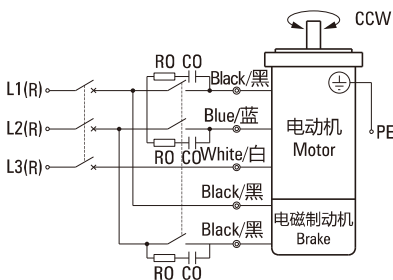 CCW
RO CO
Black/黑
L1(R)
Blue/蓝
L2(R)
电动机
Motor
PE
RO CO
White/白
L3(R)
Black/黑
Black/黑
电磁制动机
Brake
RO CO